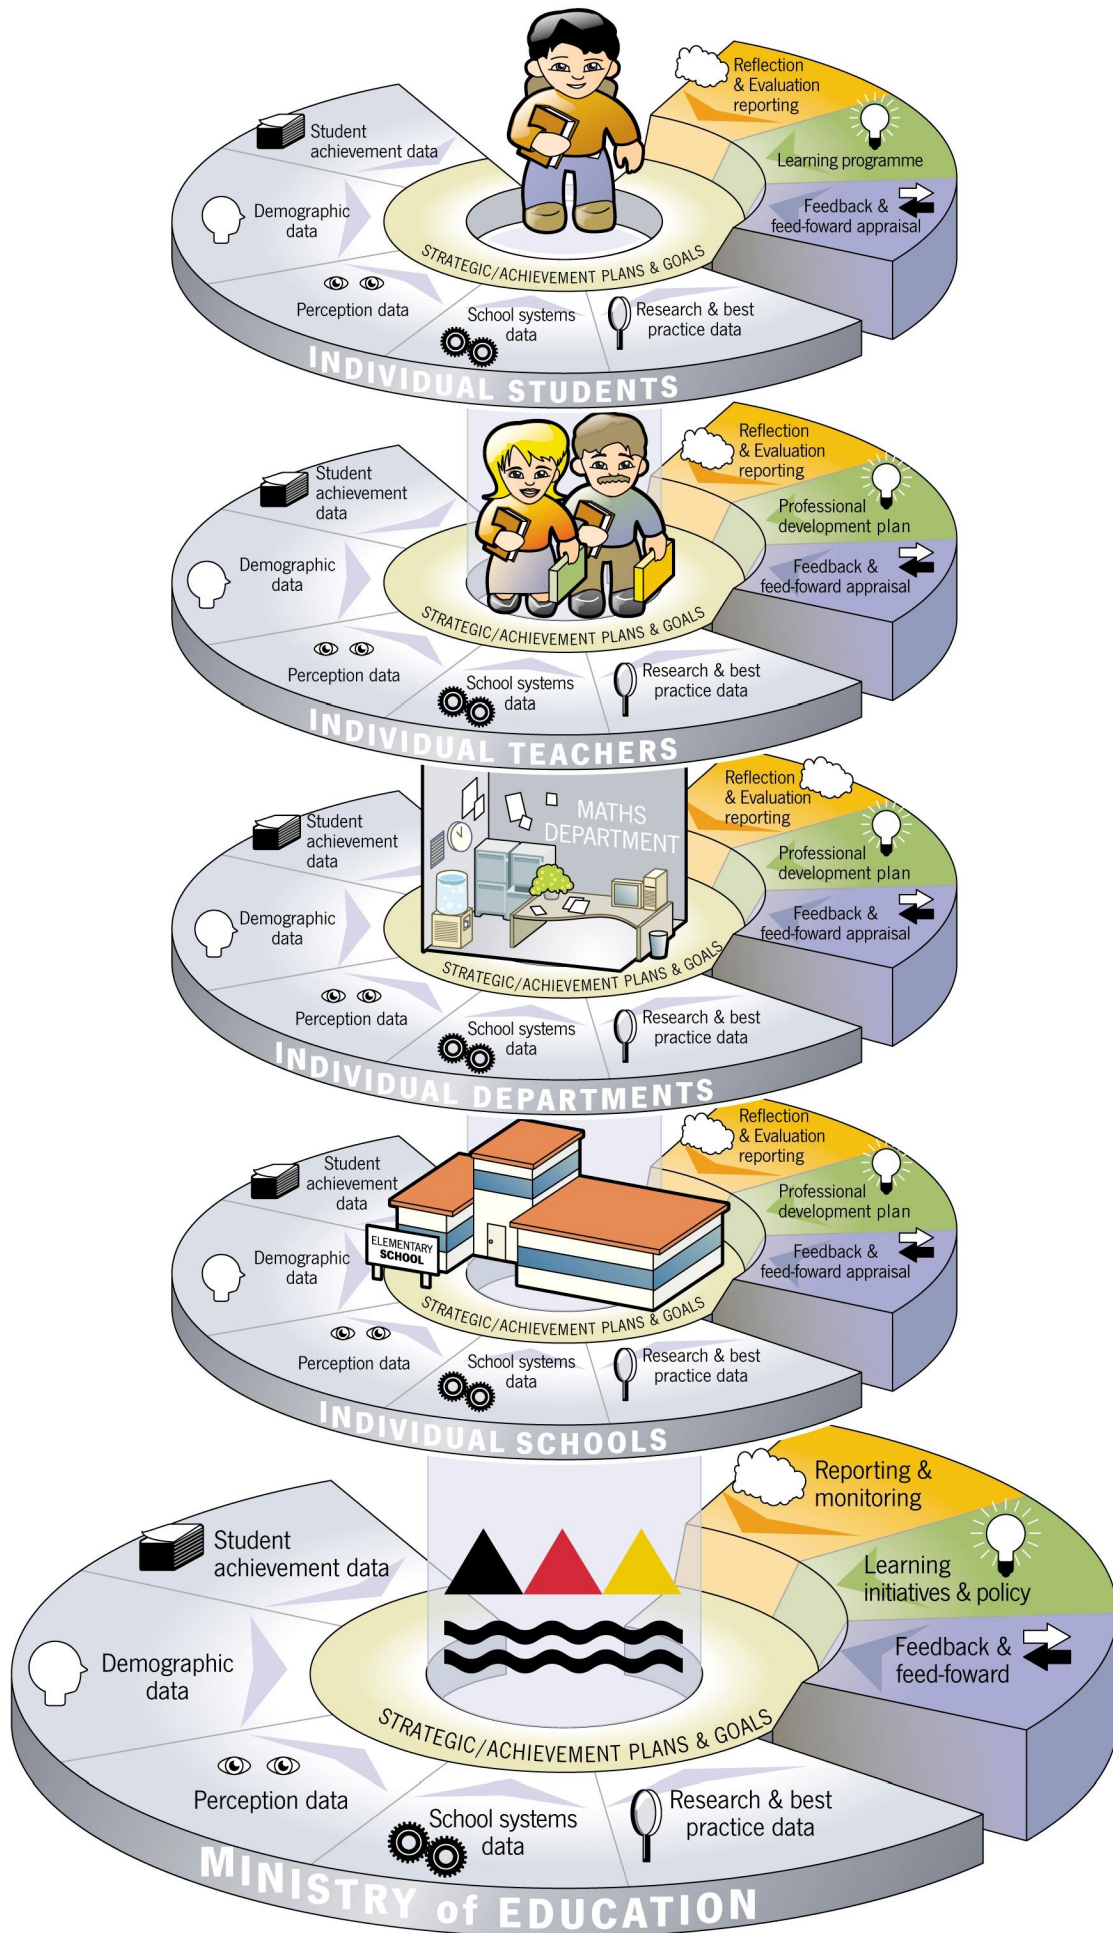 Reflection
& Evaluation
reporting
Student
achievement data
Learning programme
Demographic
data
Feedback &
feed-foward appraisal
STRATEGIC/ACHIEVEMENT PLANS & GOALS
Perception data
School systems
data
Research & best
practice data
INDIVIDUAL STUDENTS
Reflection
& Evaluation
reporting
Student
achievement
data
Professional
development plan
Demographic
data
Feedback &
feed-foward appraisal
STRATEGIC/ACHIEVEMENT PLANS & GOALS
Perception data
School systems
data
Research & best
practice data
INDIVIDUAL TEACHERS
Reflection
& Evaluation
reporting
MATHS
DEPARTMENT
Student
achievement
data
Professional
development plan
Demographic
data
Feedback &
feed-foward appraisal
STRATEGIC/ACHIEVEMENT PLANS & GOALS
Perception data
School systems
data
Research & best
practice data
INDIVIDUAL DEPARTMENTS
Reflection
& Evaluation
reporting
Student
achievement
data
Professional
development plan
ELEMENTARY
SCHOOL
Demographic
data
Feedback &
feed-foward appraisal
STRATEGIC/ACHIEVEMENT PLANS & GOALS
Perception data
School systems
data
Research & best
practice data
INDIVIDUAL SCHOOLS
Reporting &
monitoring
Student
achievement data
Learning
initiatives & policy
Demographic
data
Feedback &
feed-foward
STRATEGIC/ACHIEVEMENT PLANS & GOALS
Perception data
School systems
data
Research & best
practice data
MINISTRY of EDUCATION